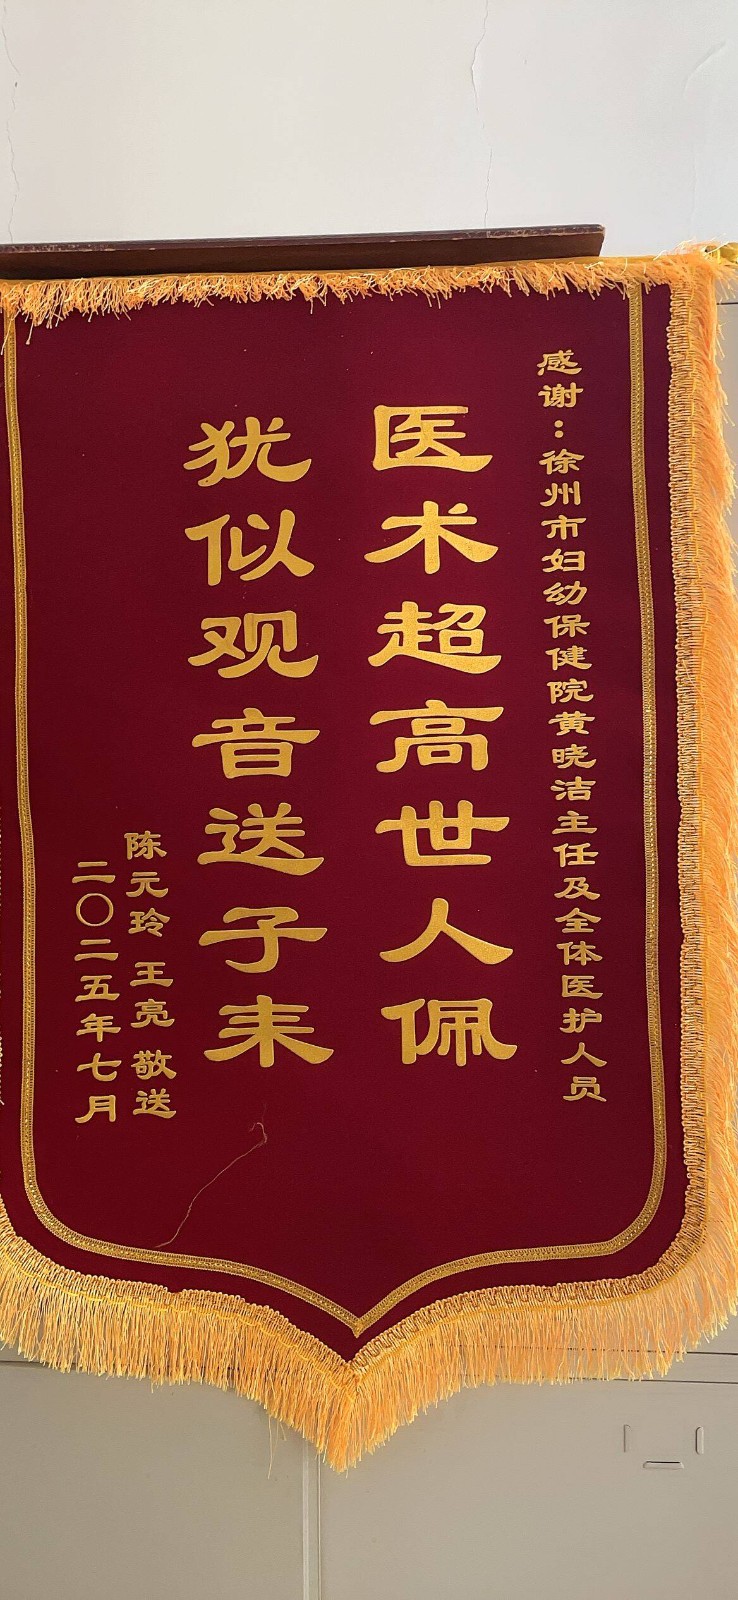 感谢：徐州市妇幼保健院黄晓洁主任及全体医护人员
医术超高世人佩
犹似观音送子来
陈元玲 王亮 敬送
二〇二五年七月